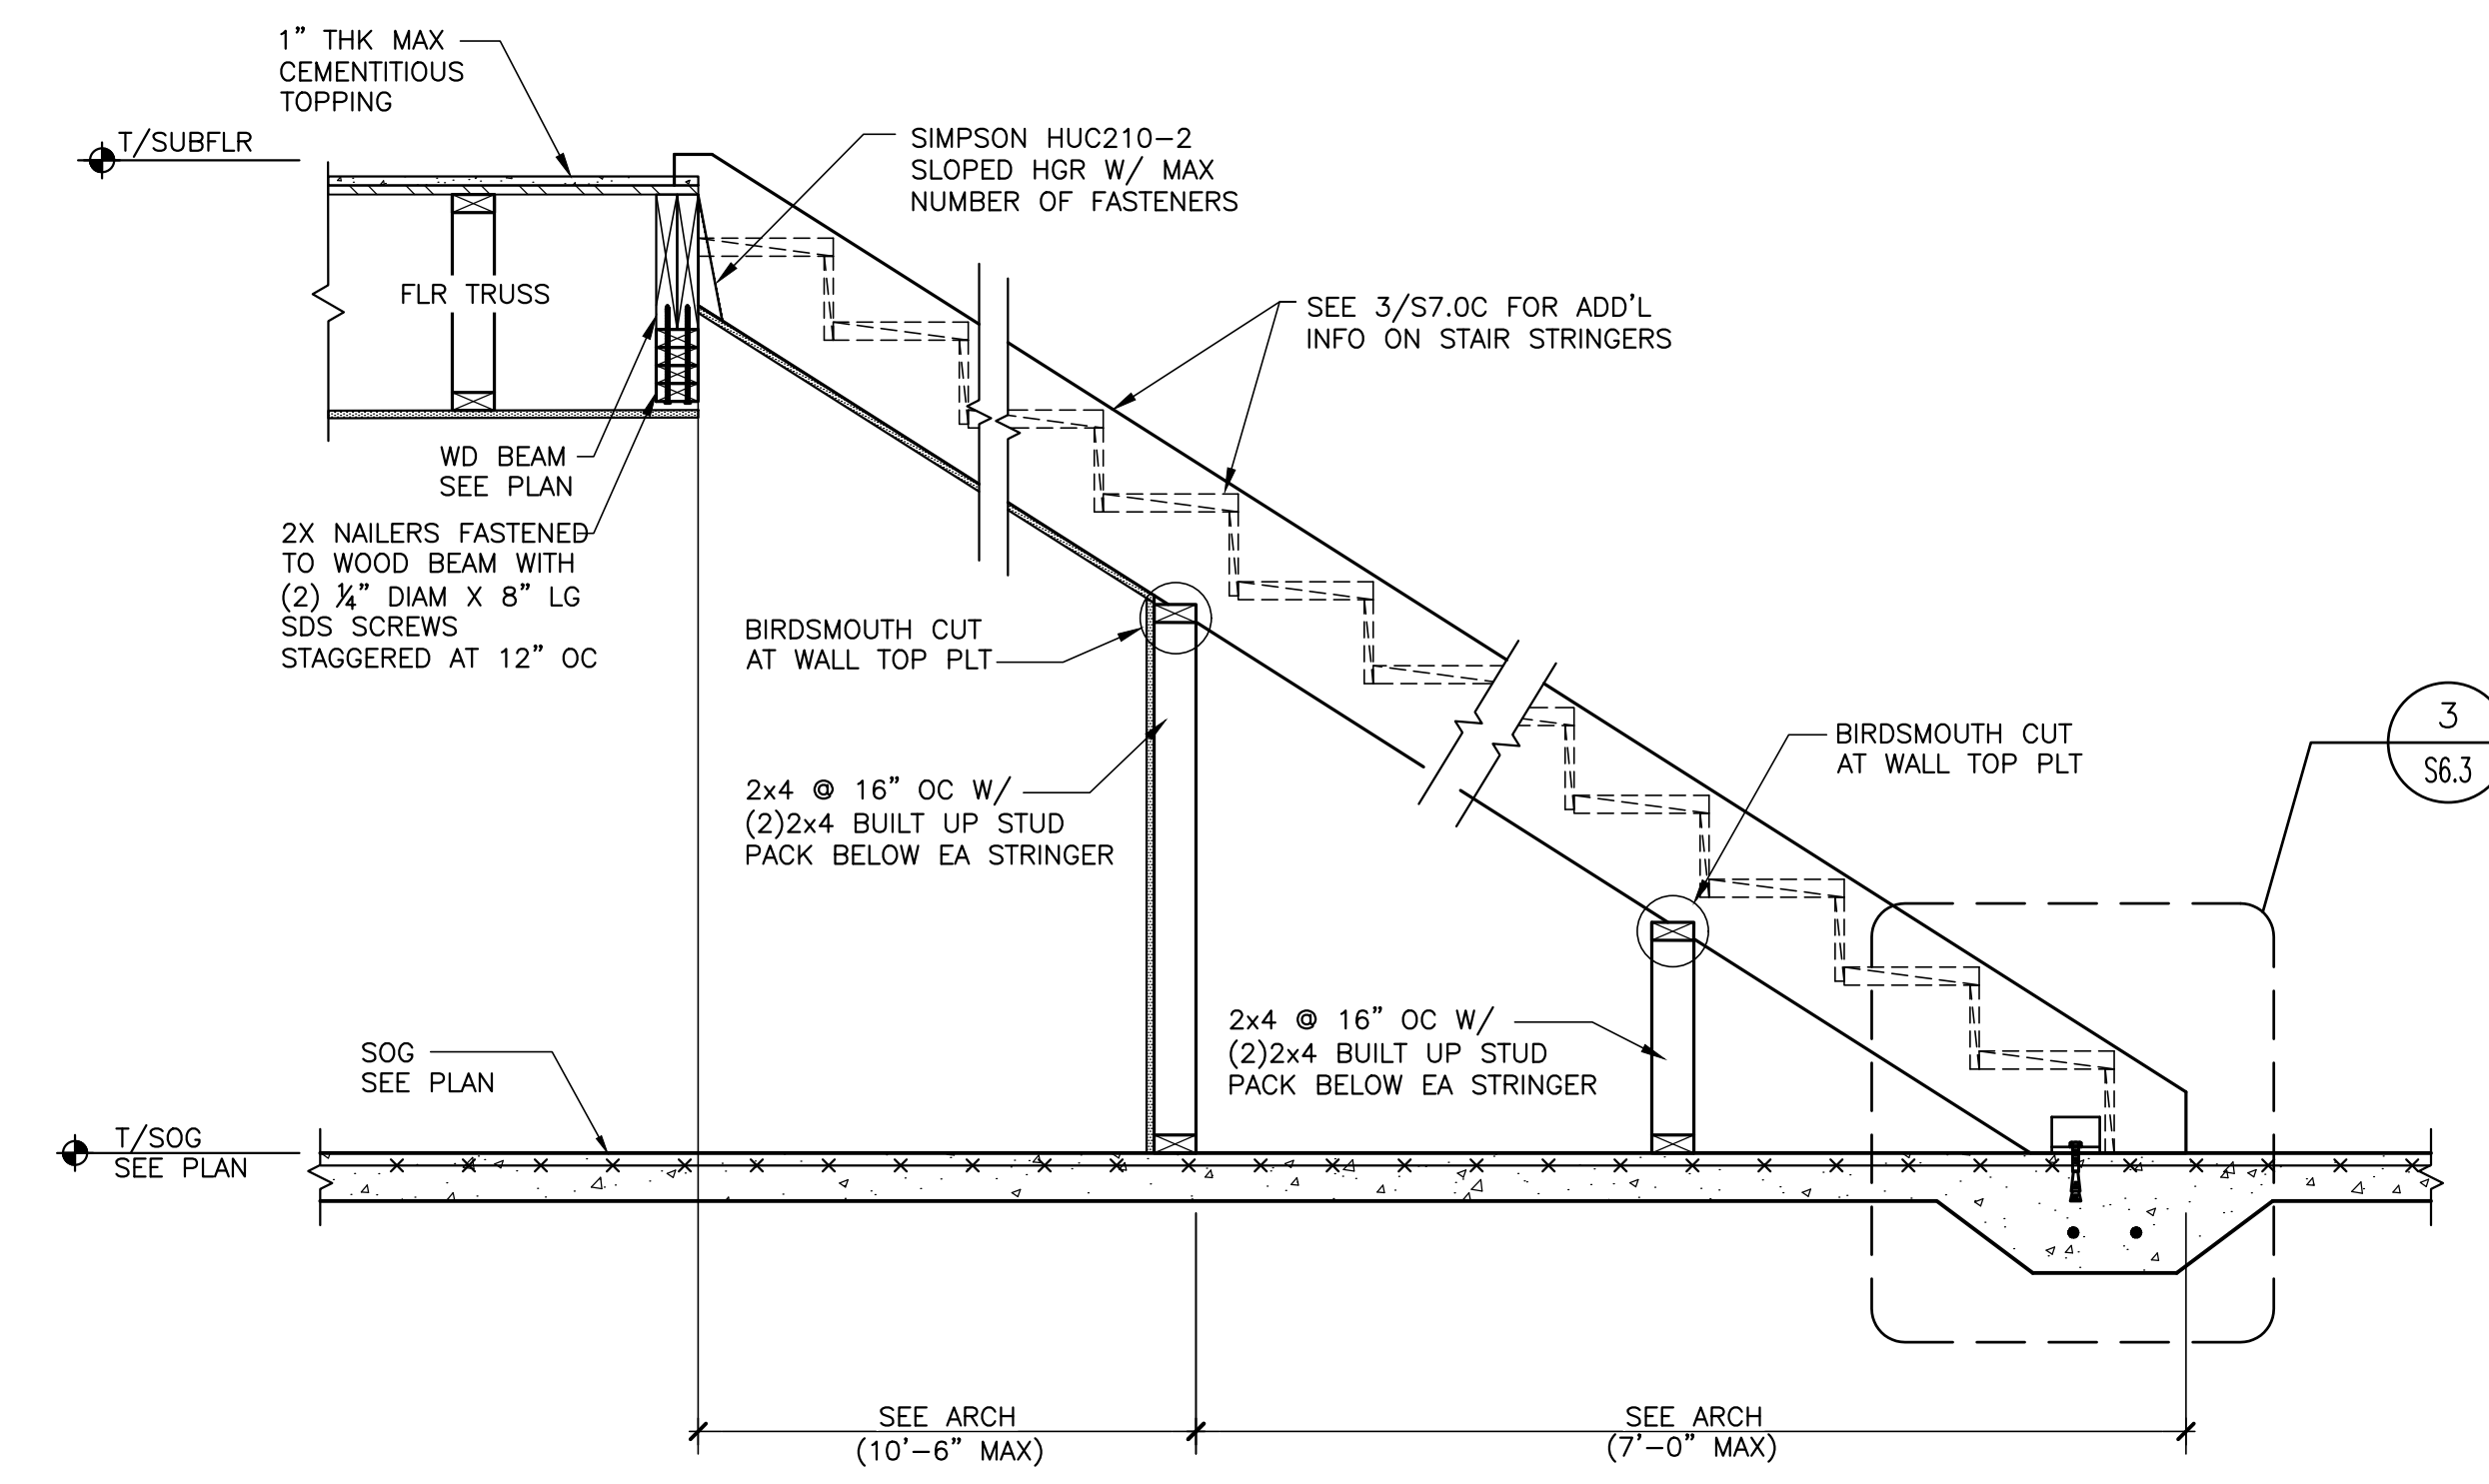 1" THK MAX
CEMENTITIOUS
TOPPING
T/SUBFLR
SIMPSON HUC210-2
SLOPED HGR W/ MAX
NUMBER OF FASTENERS
FLR TRUSS
SEE 3/S7.0C FOR ADD'L
INFO ON STAIR STRINGERS
WD BEAM
SEE PLAN
2X NAILERS FASTENED
TO WOOD BEAM WITH
(2) ¼" DIAM X 8" LG
SDS SCREWS
STAGGERED AT 12" OC
BIRDSMOUTH CUT
AT WALL TOP PLT
2x4 @ 16" OC W/
(2)2x4 BUILT UP STUD
PACK BELOW EA STRINGER
BIRDSMOUTH CUT
AT WALL TOP PLT
3
S6.3
2x4 @ 16" OC W/
(2)2x4 BUILT UP STUD
PACK BELOW EA STRINGER
SOG
SEE PLAN
T/SOG
SEE PLAN
SEE ARCH
(10'-6" MAX)
SEE ARCH
(7'-0" MAX)